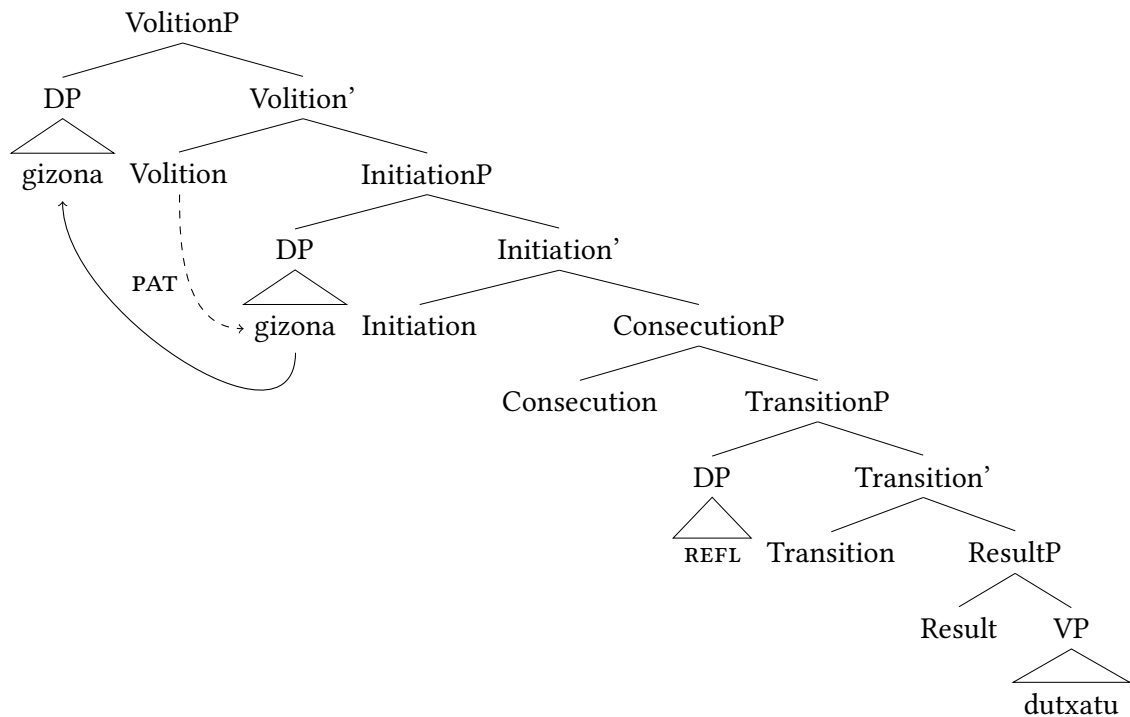 VolitionP
DP Volition’
gizona Volition InitiationP
DP Initiation’
PAT
gizona Initiation ConsecutionP
Consecution TransitionP
DP Transition’
REFL Transition ResultP
Result VP
dutxatu